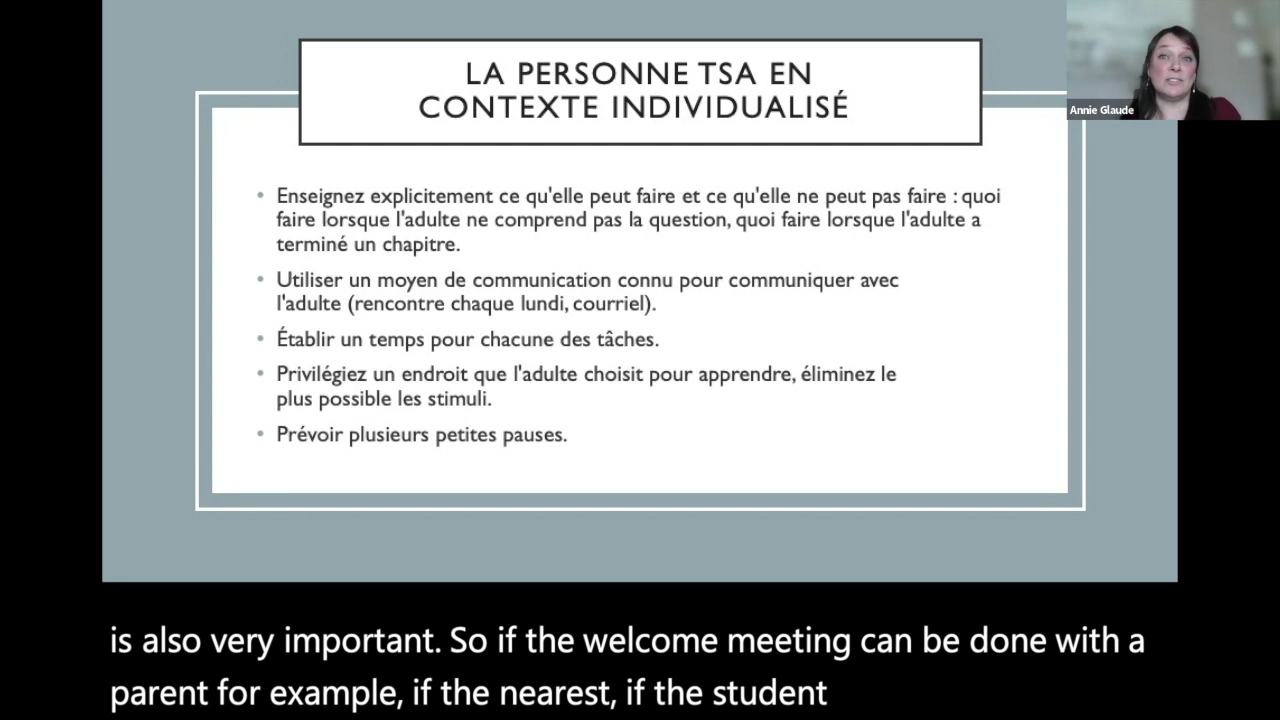 LA PERSONNE TSA EN
CONTEXTE INDIVIDUALISÉ
Annie Glaude
• Enseignez explicitement ce qu'elle peut faire et ce qu'elle ne peut pas faire : quoi
faire lorsque l'adulte ne comprend pas la question, quoi faire lorsque l'adulte a
terminé un chapitre.
• Utiliser un moyen de communication connu pour communiquer avec
l'adulte (rencontre chaque lundi, courriel).
• Établir un temps pour chacune des tâches.
• Privilégiez un endroit que l'adulte choisit pour apprendre, éliminez le
plus possible les stimuli.
• Prévoir plusieurs petites pauses.
is also very important. So if the welcome meeting can be done with a
parent for example, if the nearest, if the student